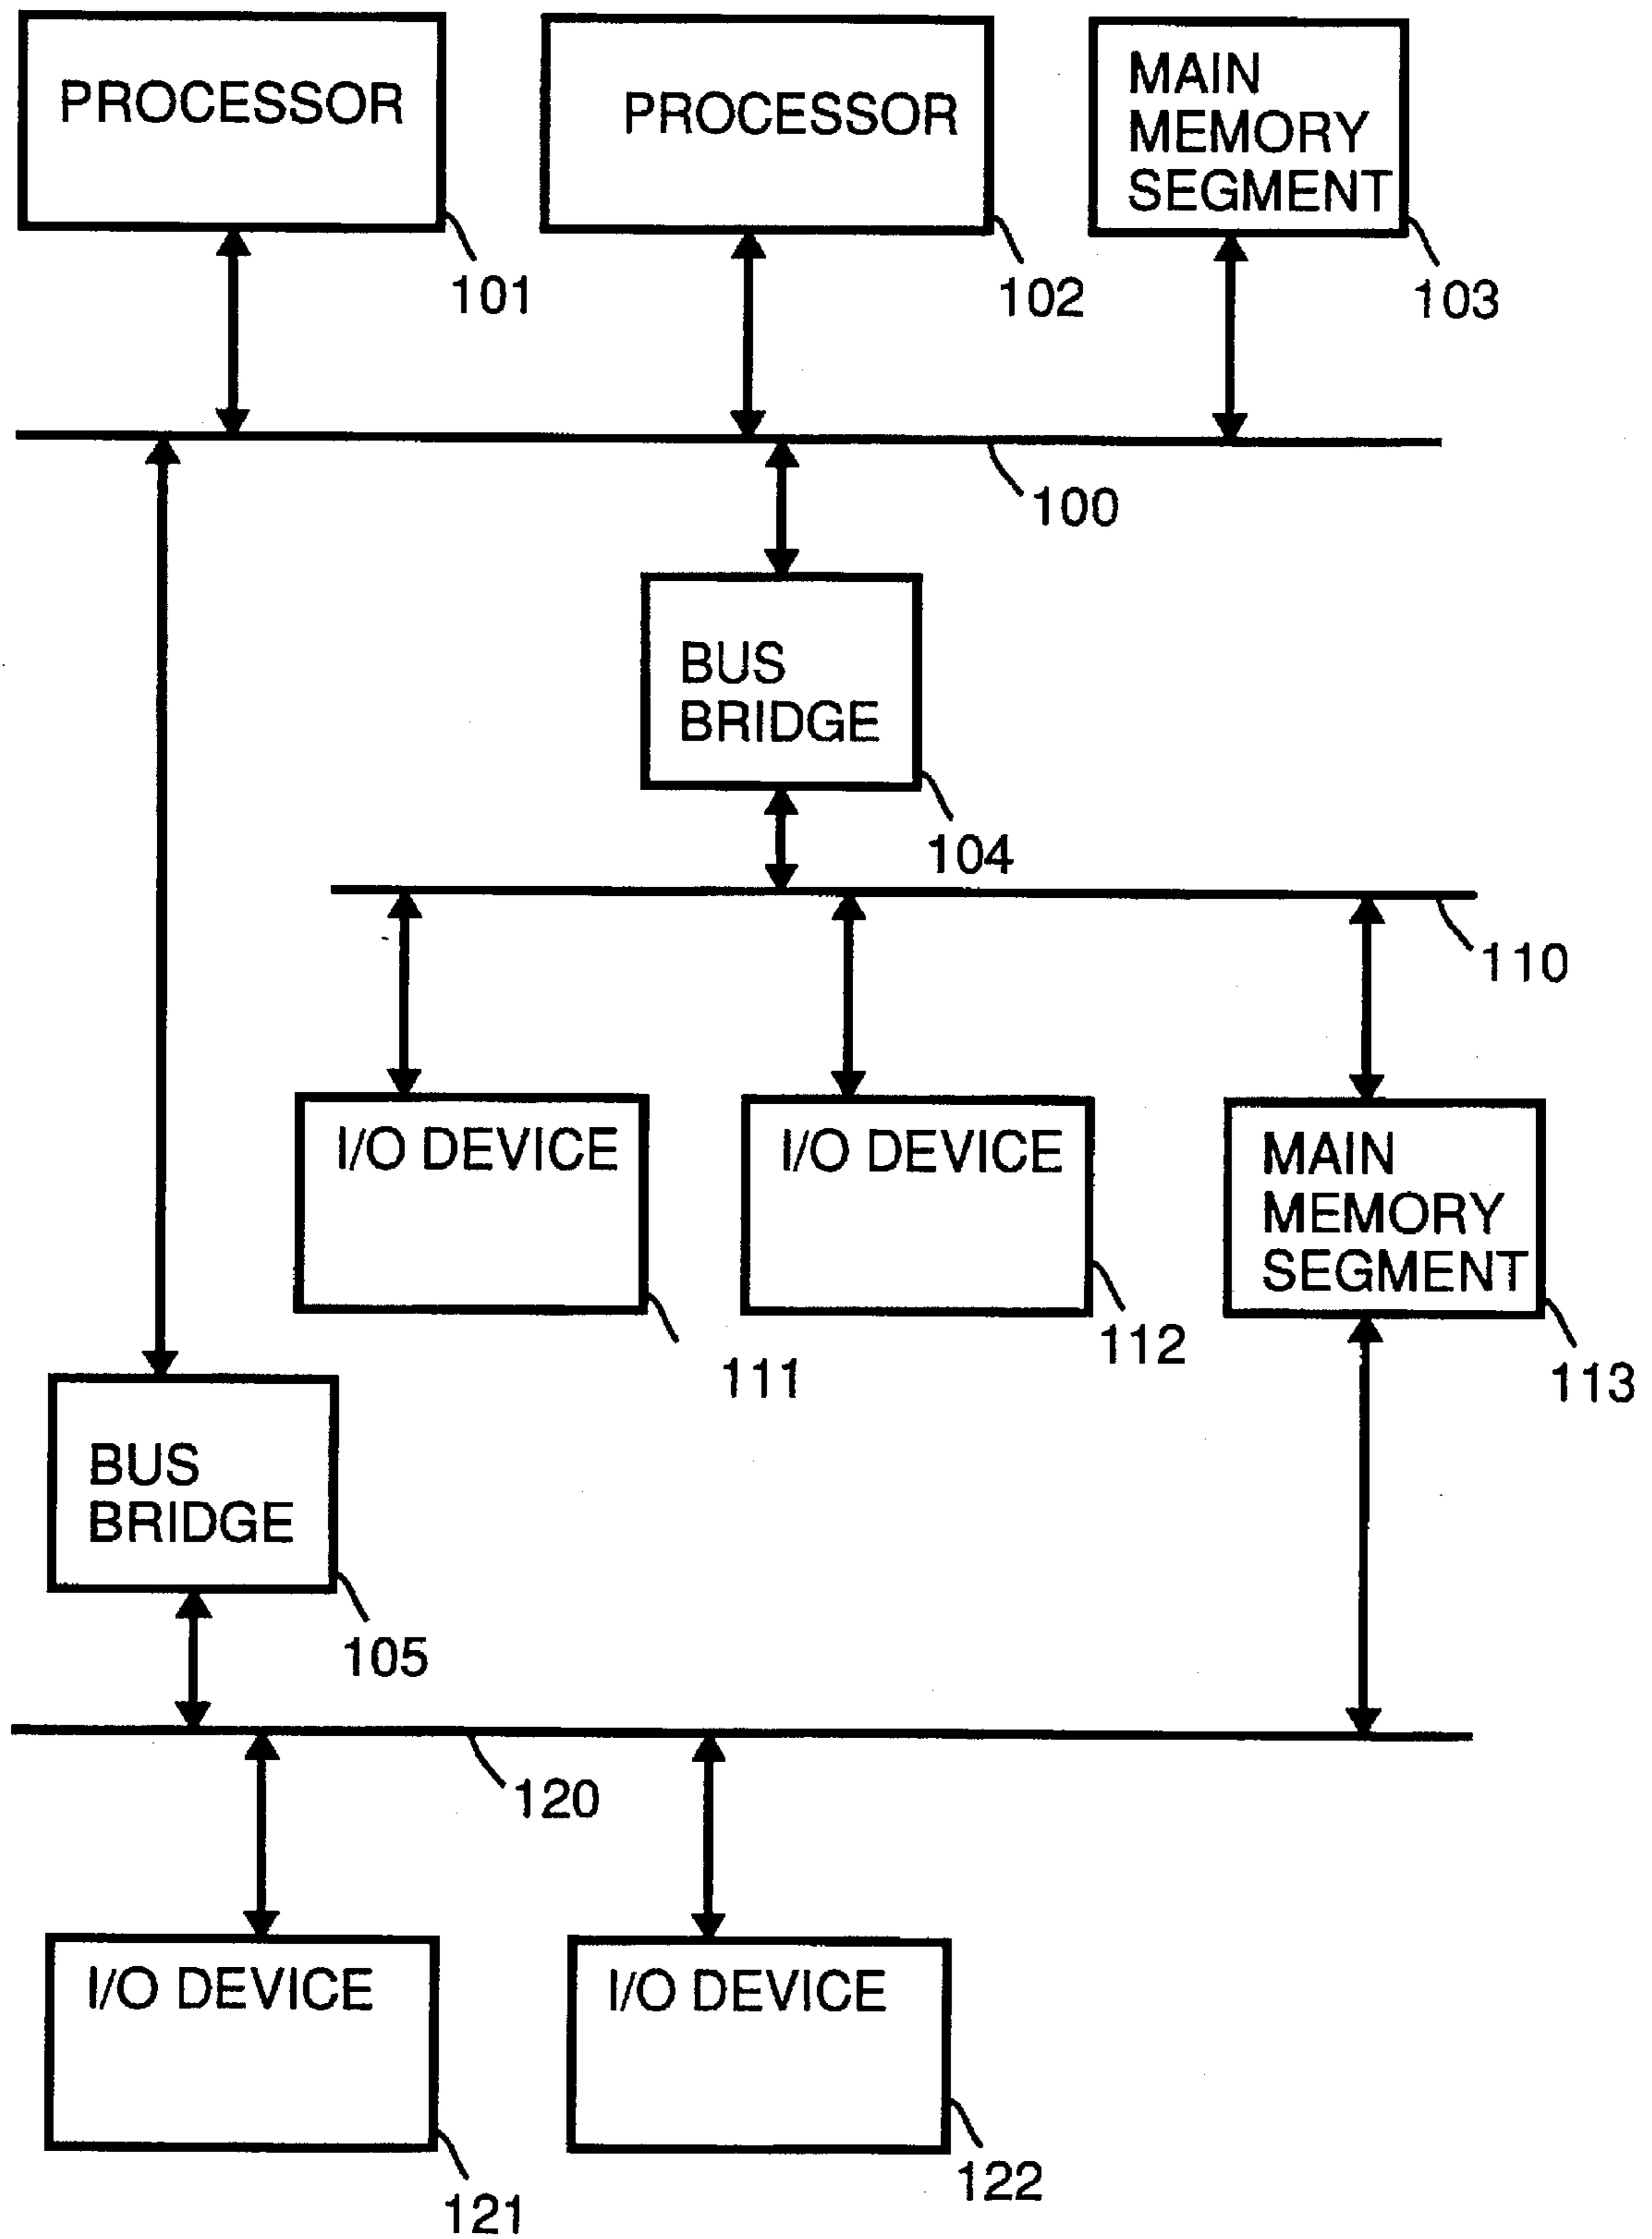 PROCESSOR
PROCESSOR
MAIN
MEMORY
SEGMENT
101
102
103
100
BUS
BRIDGE
104
110
I/O DEVICE
I/O DEVICE
MAIN
MEMORY
SEGMENT
111
112
113
BUS
BRIDGE
105
120
I/O DEVICE
I/O DEVICE
121
122